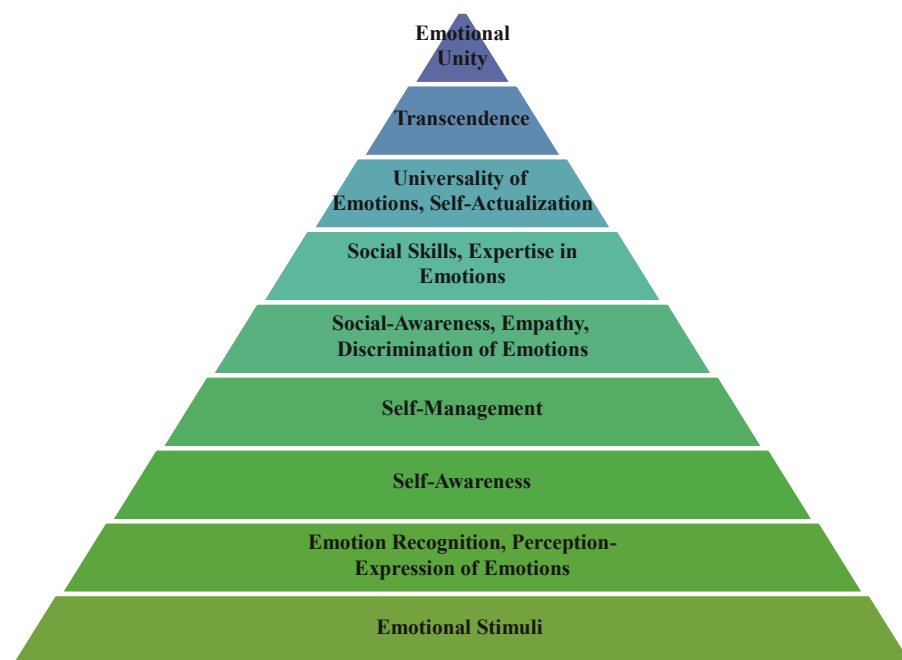 Emotional
Unity
Transcendence
Universality of
Emotions, Self-Actualization
Social Skills, Expertise in
Emotions
Social-Awareness, Empathy,
Discrimination of Emotions
Self-Management
Self-Awareness
Emotion Recognition, Perception-
Expression of Emotions
Emotional Stimuli